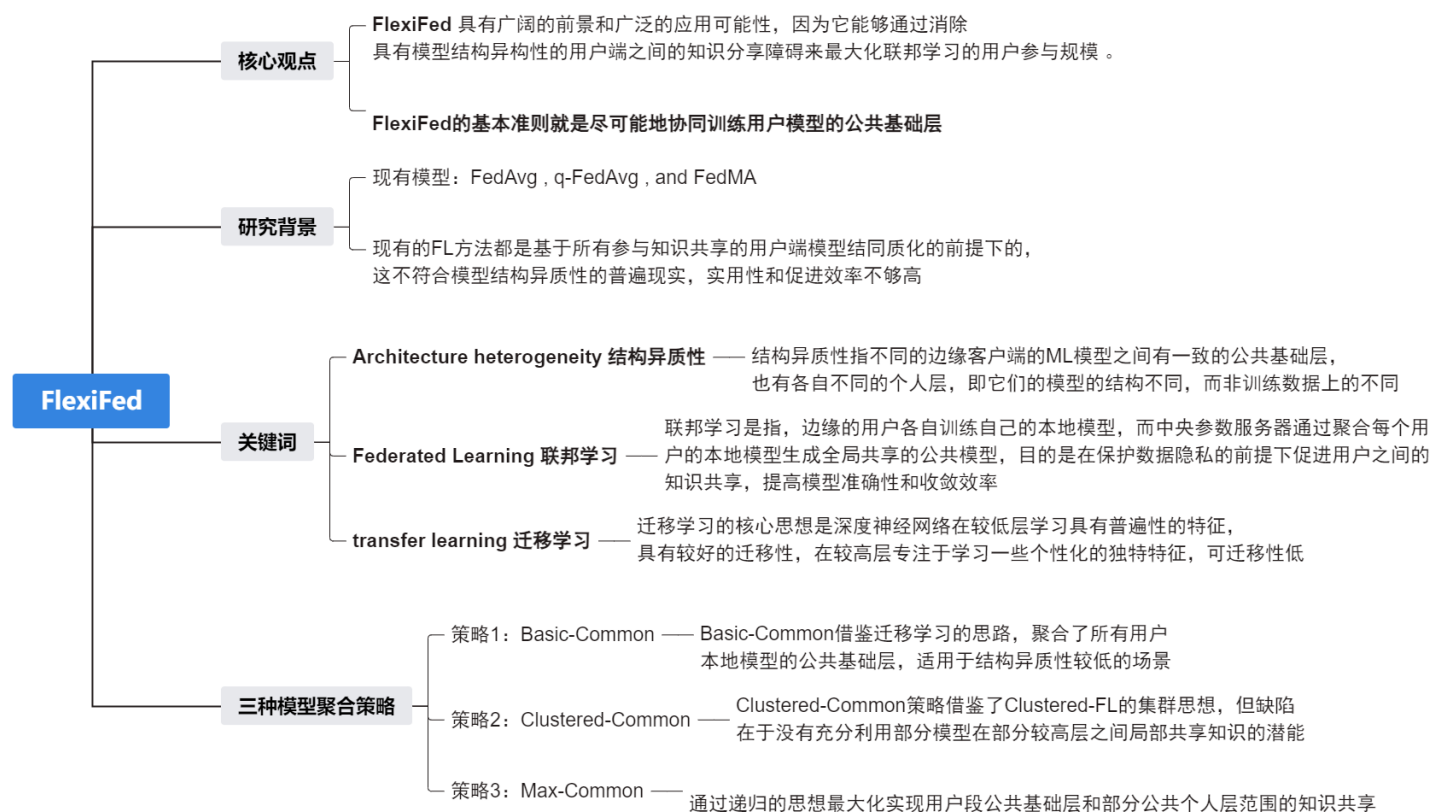 FlexiFed
核心观点
FlexiFed 具有广阔的前景和广泛的应用可能性，因为它能够通过消除
具有模型结构异构性的用户端之间的知识分享障碍来最大化联邦学习的用户参与规模 。
FlexiFed的基本准则就是尽可能地协同训练用户模型的公共基础层
研究背景
现有模型：FedAvg , q-FedAvg , and FedMA
现有的FL方法都是基于所有参与知识共享的用户端模型结同质化的前提下的，
这不符合模型结构异质性的普遍现实，实用性和促进效率不够高
关键词
Architecture heterogeneity 结构异质性
结构异质性指不同的边缘客户端的ML模型之间有一致的公共基础层，
也有各自不同的个人层，即它们的模型的结构不同，而非训练数据上的不同
Federated Learning 联邦学习
联邦学习是指，边缘的用户各自训练自己的本地模型，而中央参数服务器通过聚合每个用
户的本地模型生成全局共享的公共模型，目的是在保护数据隐私的前提下促进用户之间的
知识共享，提高模型准确性和收敛效率
transfer learning 迁移学习
迁移学习的核心思想是深度神经网络在较低层学习具有普遍性的特征，
具有较好的迁移性，在较高层专注于学习一些个性化的独特特征，可迁移性低
三种模型聚合策略
策略1：Basic-Common
Basic-Common借鉴迁移学习的思路，聚合了所有用户
本地模型的公共基础层，适用于结构异质性较低的场景
策略2：Clustered-Common
Clustered-Common策略借鉴了Clustered-FL的集群思想，但缺陷
在于没有充分利用部分模型在部分较高层之间局部共享知识的潜能
策略3：Max-Common
通过递归的思想最大化实现用户段公共基础层和部分公共个人层范围的知识共享